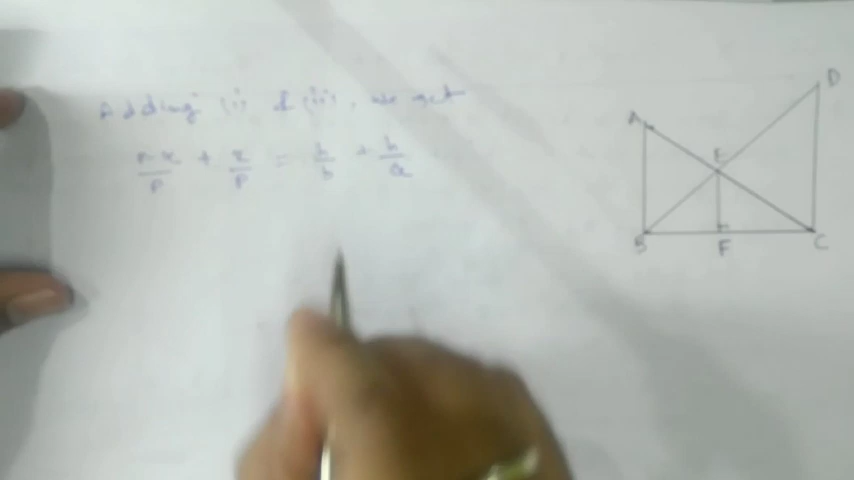 Adding (i) & (ii), we get
p-x/p + x/p = h/b + h/a
A
D
E
B
F
C